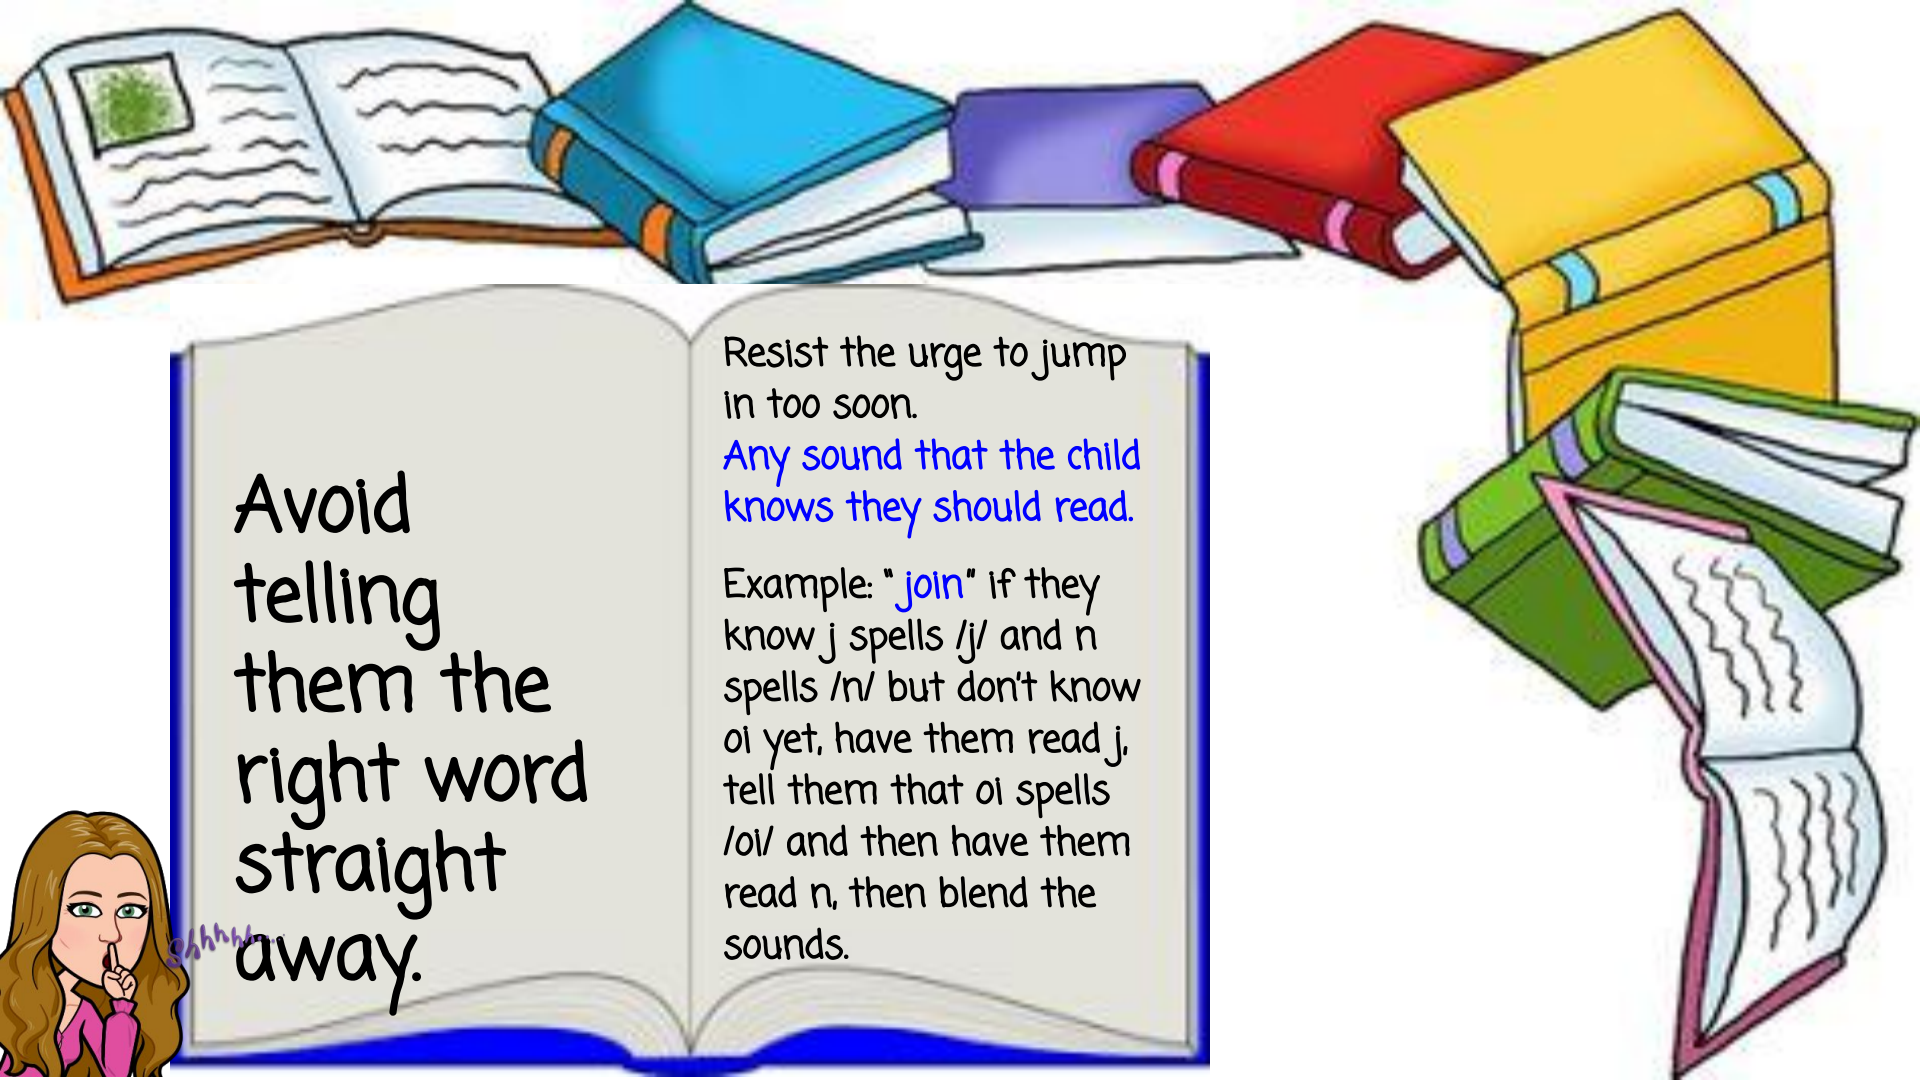 Avoid
telling
them the
right word
straight
away.
Shhhhh....
Resist the urge to jump
in too soon.
Any sound that the child
knows they should read.
Example: "join" if they
know j spells /j/ and n
spells /n/ but don't know
oi yet, have them read j,
tell them that oi spells
/oi/ and then have them
read n, then blend the
sounds.